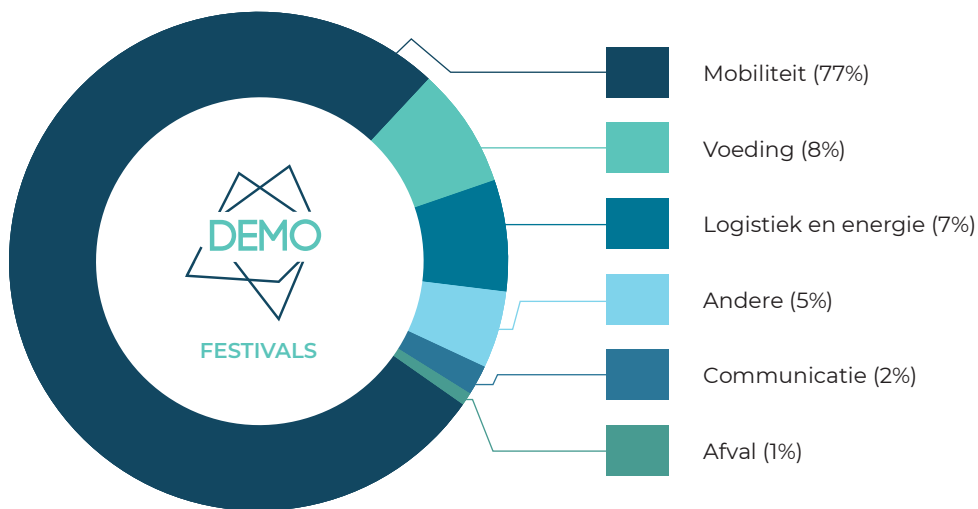 DEMO
FESTIVALS
Mobiliteit (77%)
Voeding (8%)
Logistiek en energie (7%)
Andere (5%)
Communicatie (2%)
Afval (1%)